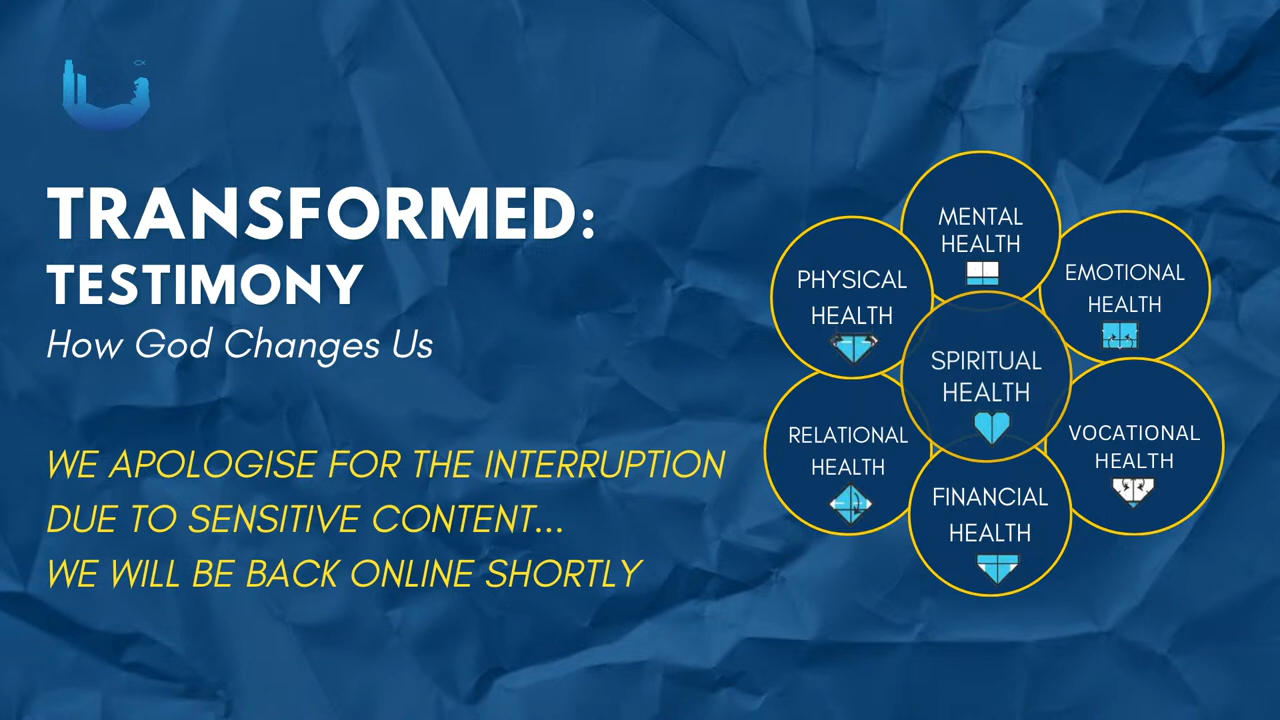 TRANSFORMED:
TESTIMONY
How God Changes Us
WE APOLOGISE FOR THE INTERRUPTION
DUE TO SENSITIVE CONTENT...
WE WILL BE BACK ONLINE SHORTLY
MENTAL
HEALTH
PHYSICAL
HEALTH
EMOTIONAL
HEALTH
SPIRITUAL
HEALTH
RELATIONAL
HEALTH
VOCATIONAL
HEALTH
FINANCIAL
HEALTH